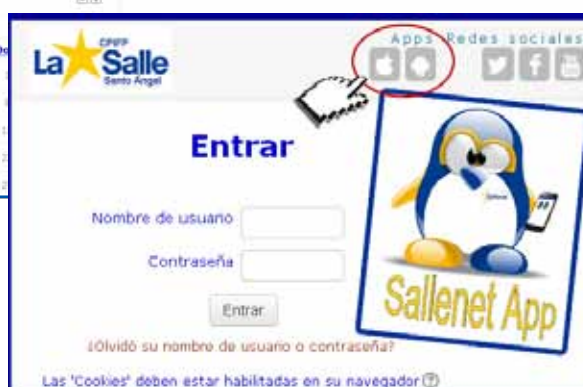 Apps Redes sociales
CPIFP
La Salle
Santo Ángel
Entrar
Nombre de usuario
Contraseña
Entrar
¿Olvidó su nombre de usuario o contraseña?
Las 'Cookies' deben estar habilitadas en su navegador
Sallenet App